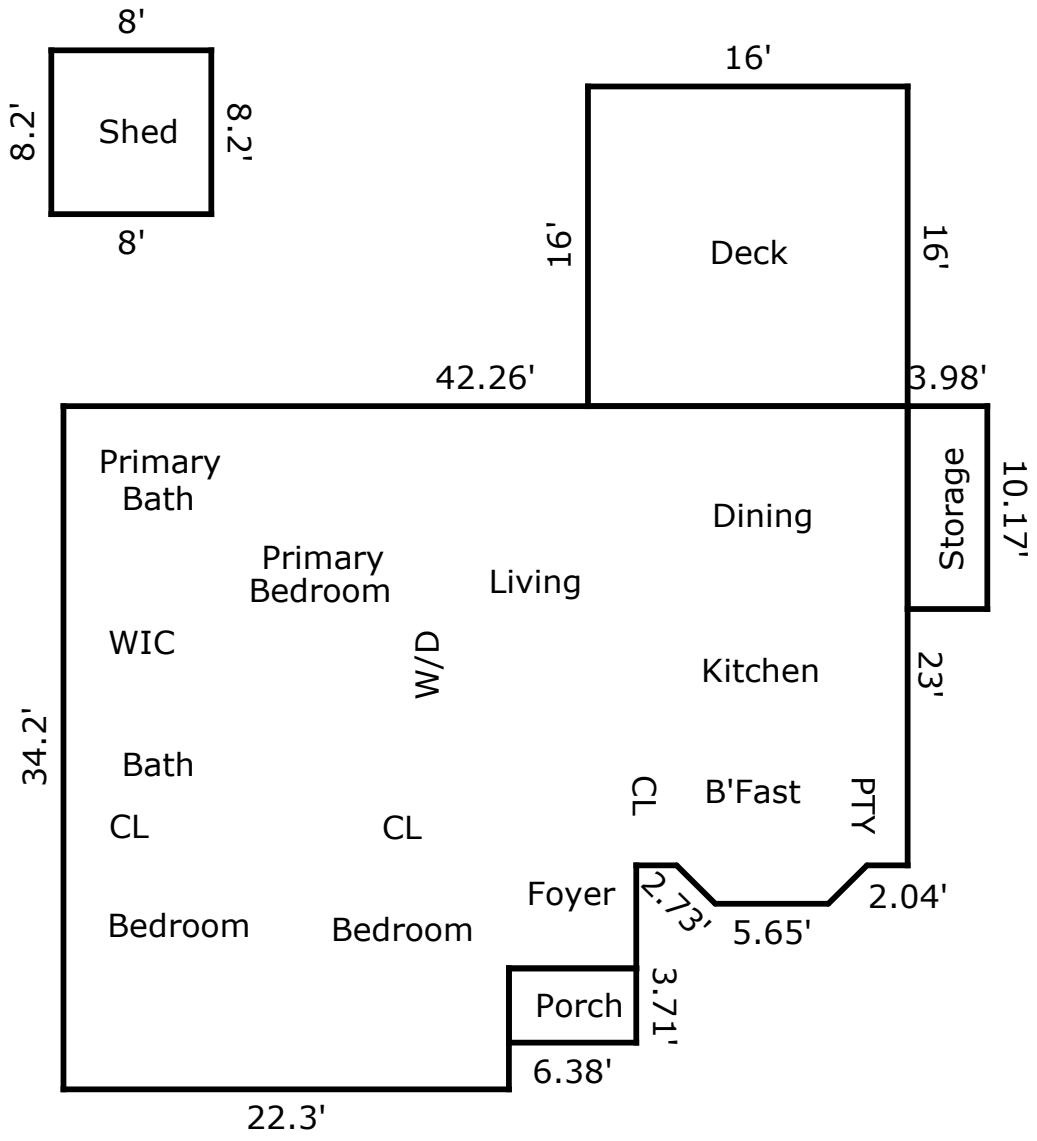 8'
8.2'
Shed
8.2'
8'
16'
16'
Deck
16'
42.26'
3.98'
Primary
Bath
Storage
10.17'
Dining
Primary
Bedroom
Living
WIC
W/D
Kitchen
23'
34.2'
Bath
CL
B'Fast
PTY
CL
CL
Foyer
2.73'
2.04'
Bedroom
Bedroom
5.65'
Porch
3.71'
6.38'
22.3'